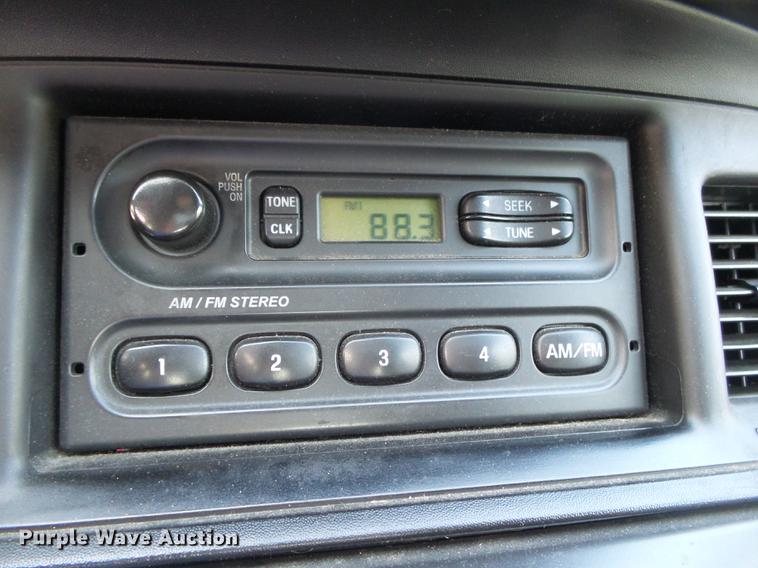 VOL
PUSH
ON
TONE
CLK
FM1
88.3
◄ SEEK ►
◄ TUNE ►
AM / FM STEREO
1
2
3
4
AM/FM
Purple Wave Auction